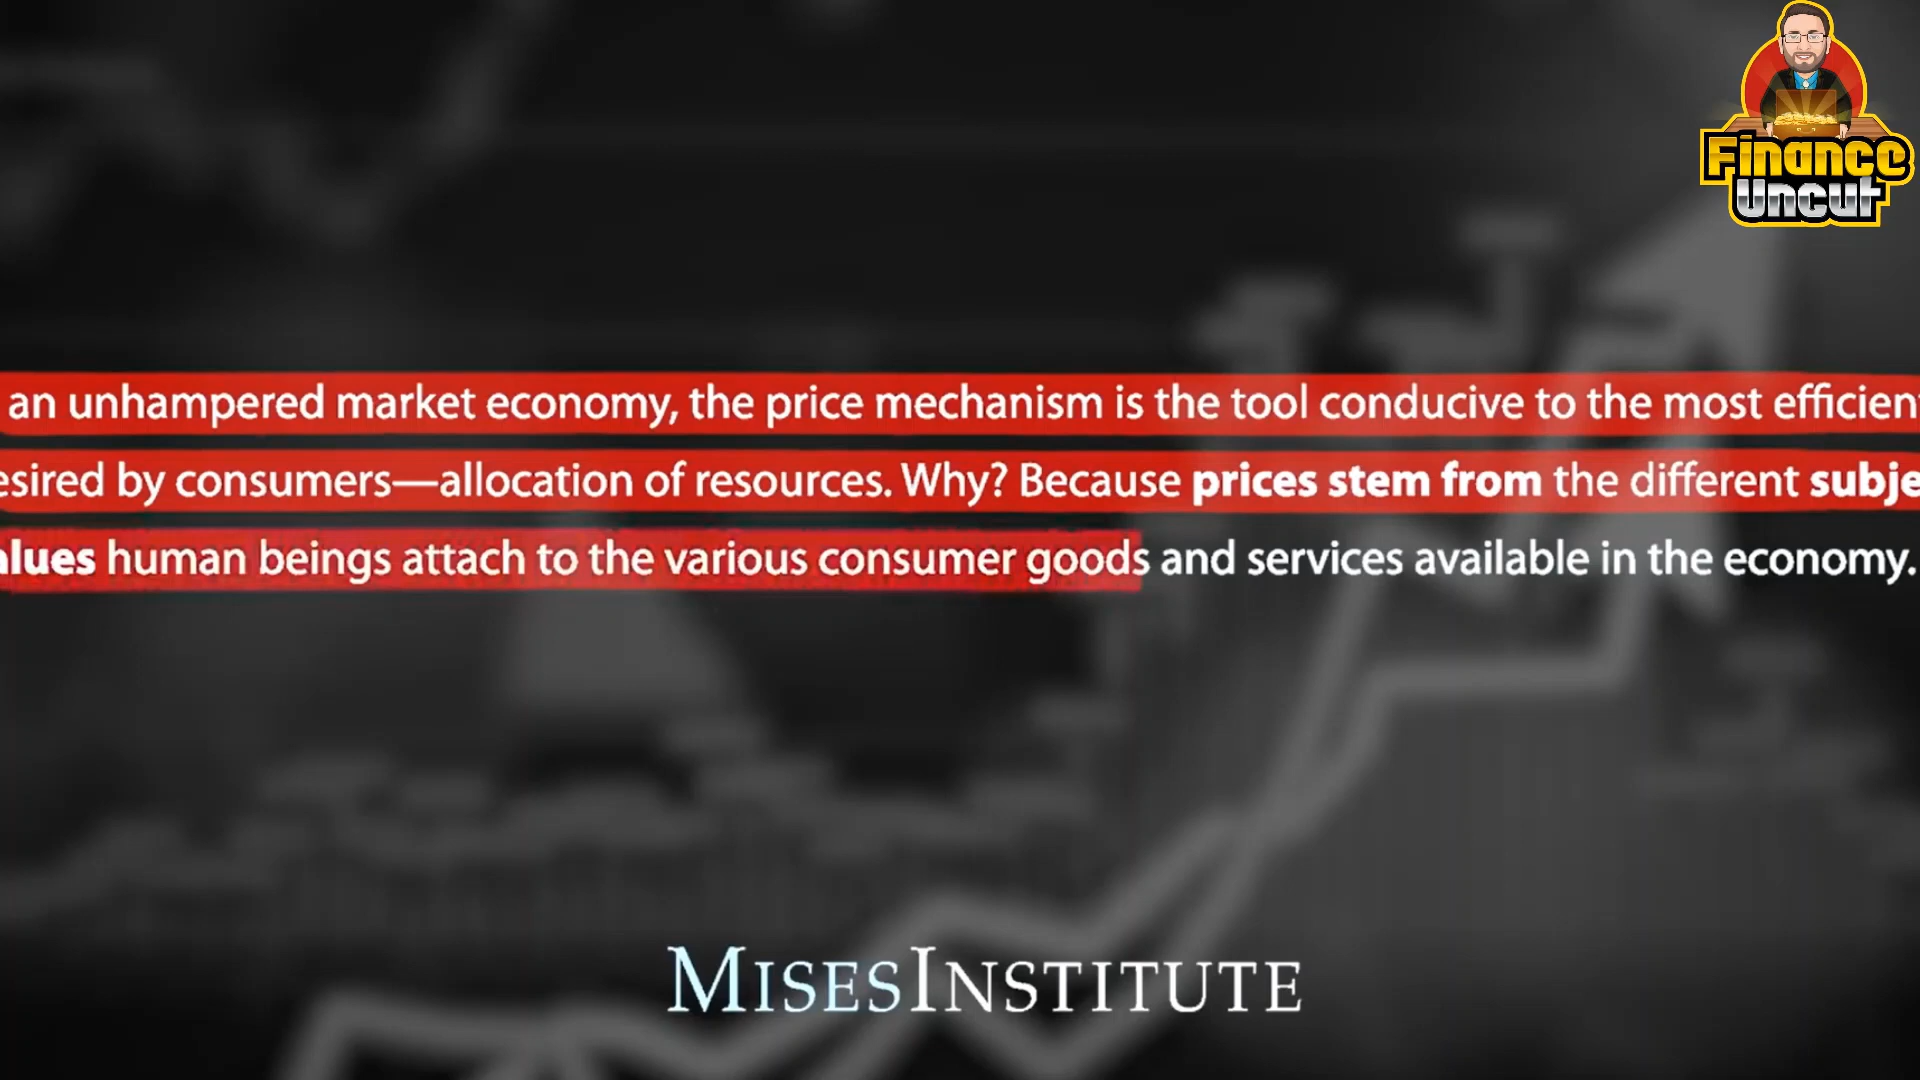 Finance
Uncut
an unhampered market economy, the price mechanism is the tool conducive to the most efficien
esired by consumers—allocation of resources. Why? Because prices stem from the different subje
alues human beings attach to the various consumer goods and services available in the economy.
MISESINSTITUTE